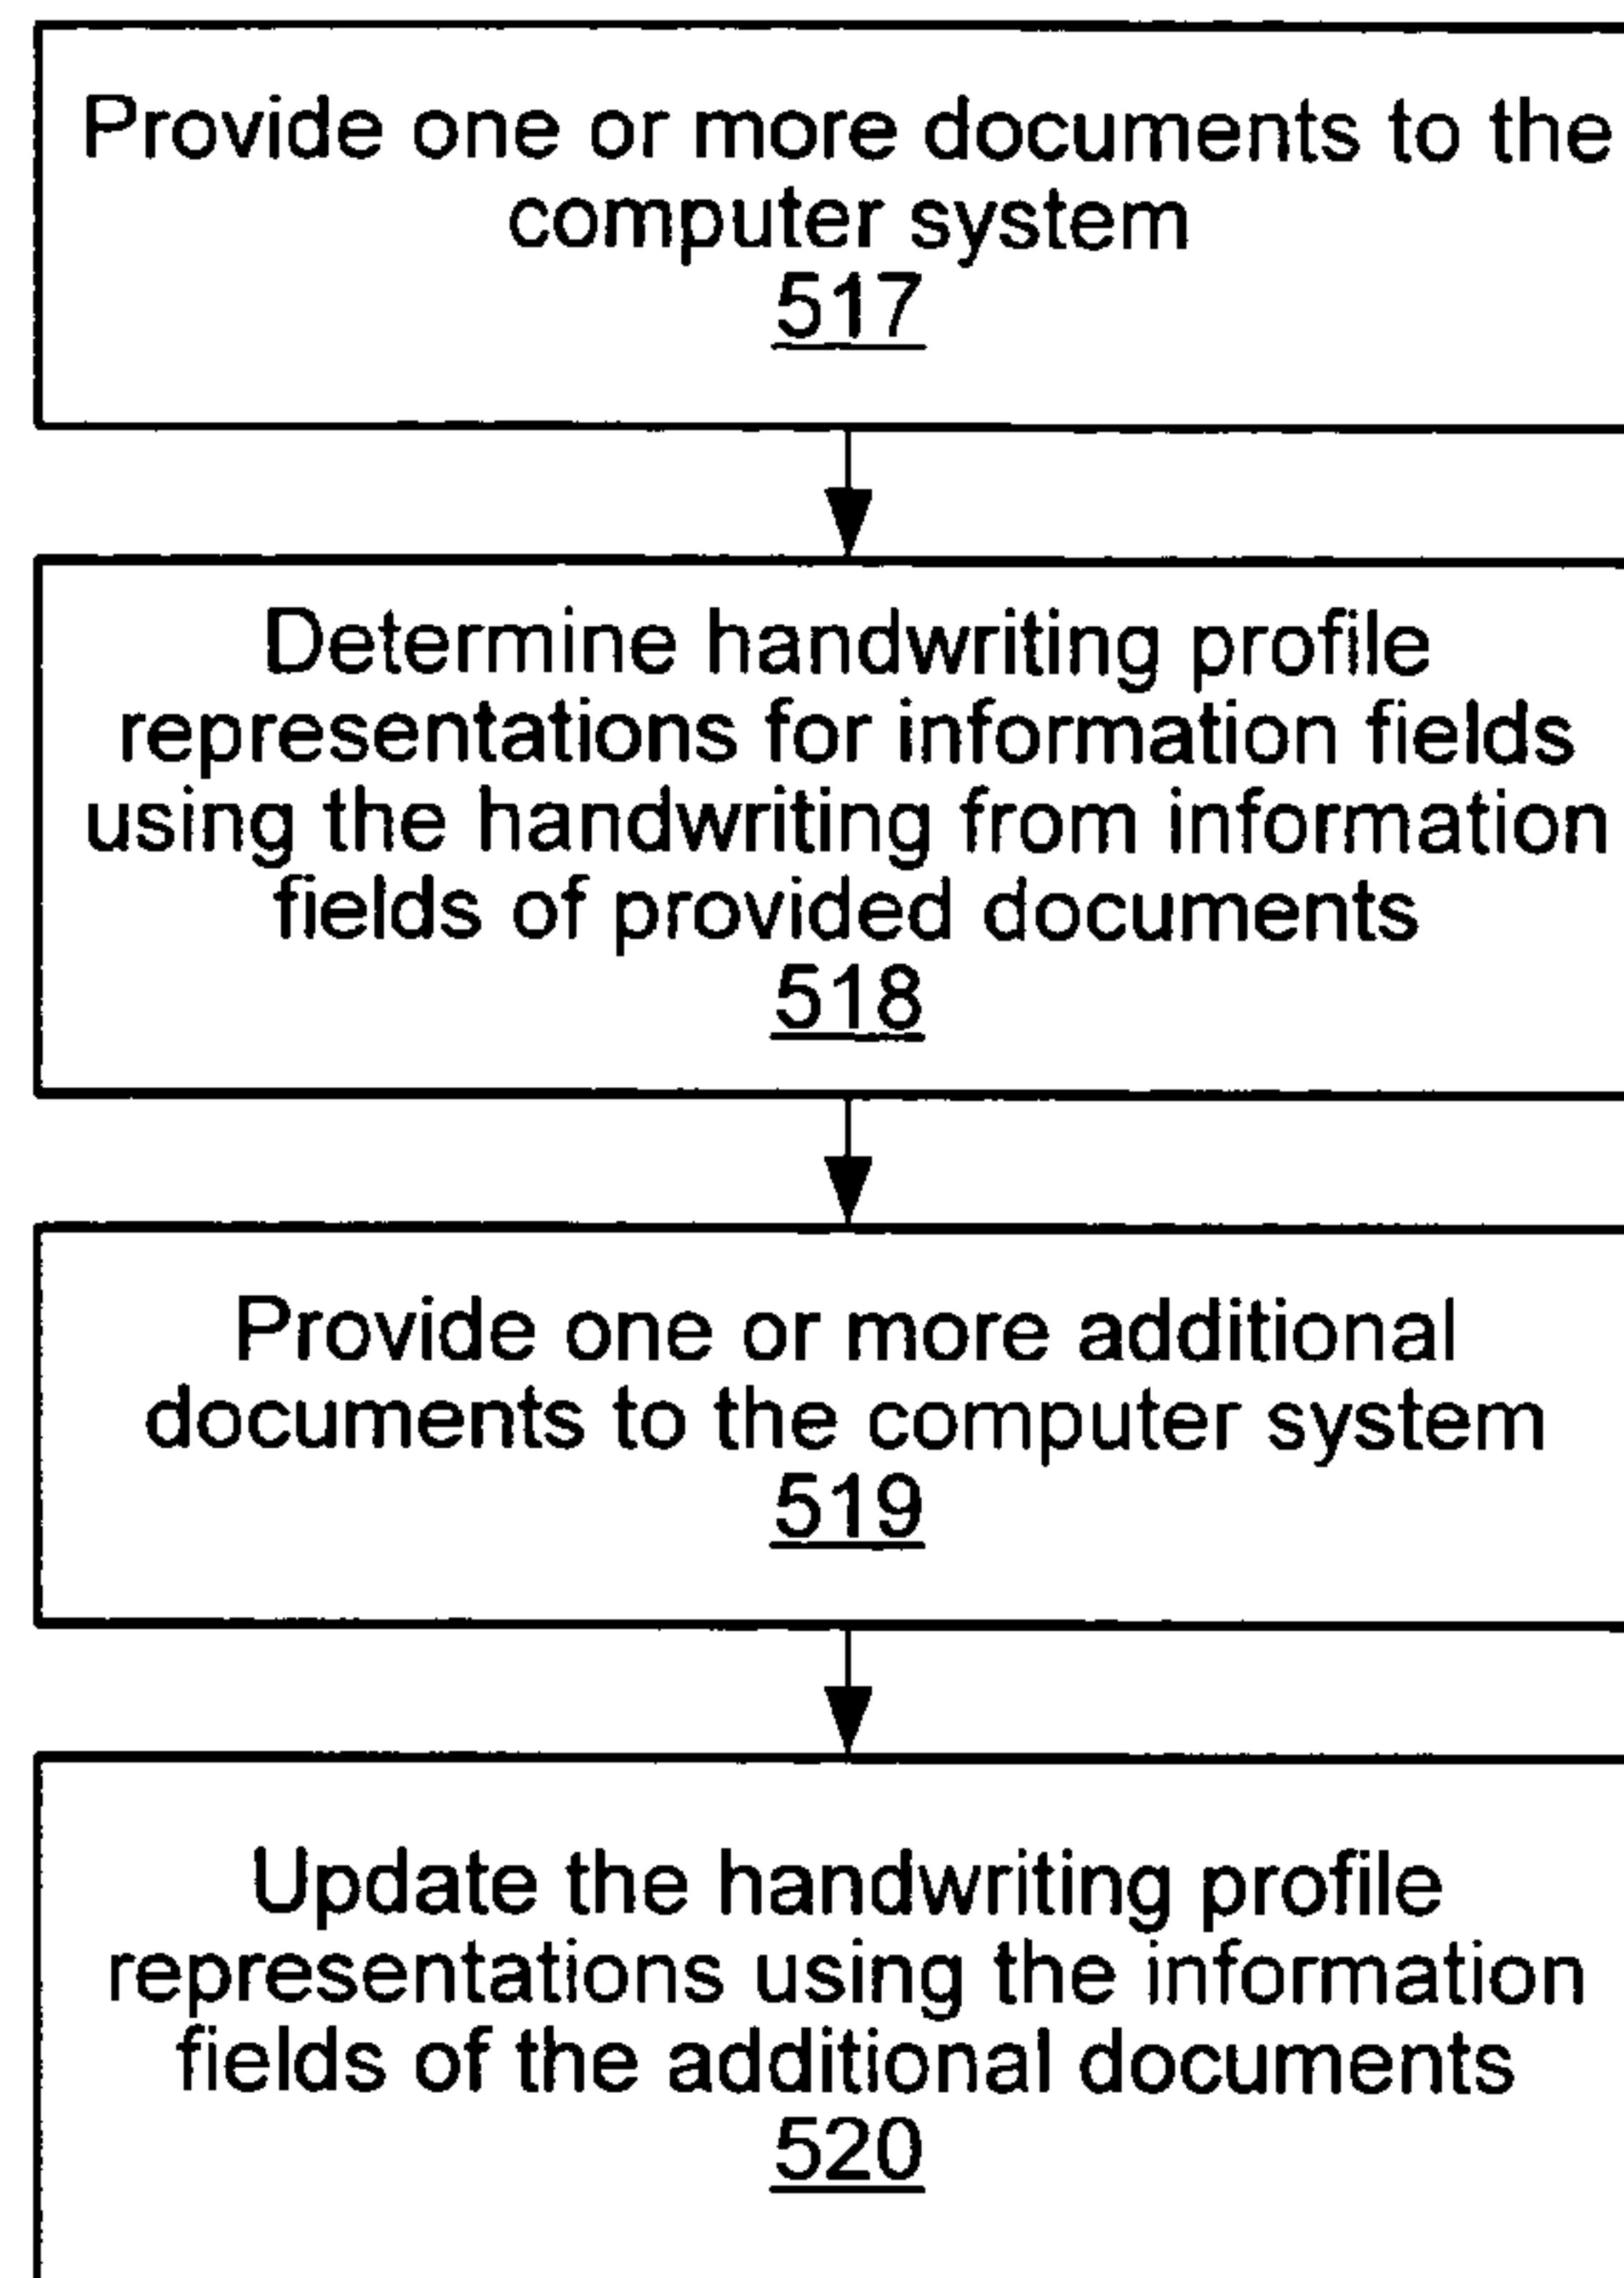 Provide one or more documents to the
computer system
517
Determine handwriting profile
representations for information fields
using the handwriting from information
fields of provided documents
518
Provide one or more additional
documents to the computer system
519
Update the handwriting profile
representations using the information
fields of the additional documents
520